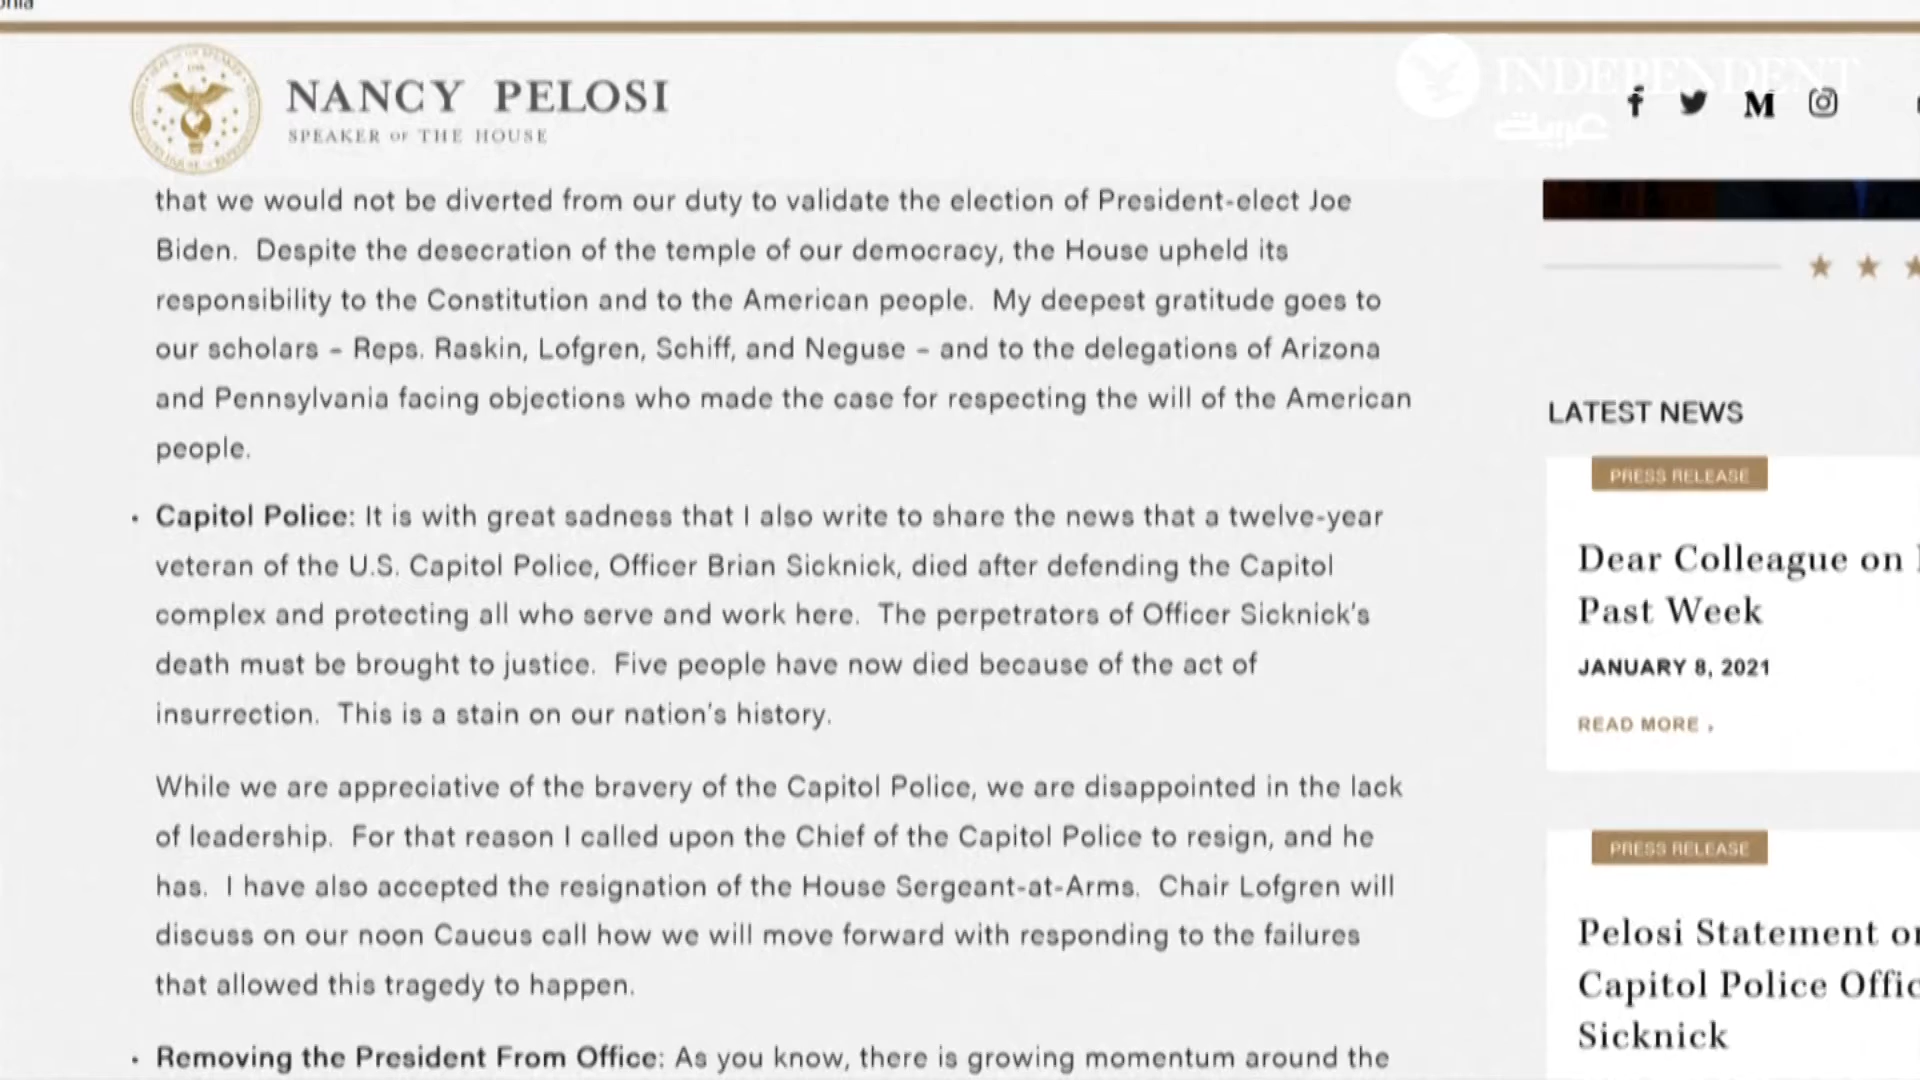 NANCY PELOSI
SPEAKER OF THE HOUSE
INDEPENDENT
عربية
that we would not be diverted from our duty to validate the election of President-elect Joe
Biden. Despite the desecration of the temple of our democracy, the House upheld its
responsibility to the Constitution and to the American people. My deepest gratitude goes to
our scholars – Reps. Raskin, Lofgren, Schiff, and Neguse – and to the delegations of Arizona
and Pennsylvania facing objections who made the case for respecting the will of the American
people.
• Capitol Police: It is with great sadness that I also write to share the news that a twelve-year
veteran of the U.S. Capitol Police, Officer Brian Sicknick, died after defending the Capitol
complex and protecting all who serve and work here. The perpetrators of Officer Sicknick's
death must be brought to justice. Five people have now died because of the act of
insurrection. This is a stain on our nation's history.
While we are appreciative of the bravery of the Capitol Police, we are disappointed in the lack
of leadership. For that reason I called upon the Chief of the Capitol Police to resign, and he
has. I have also accepted the resignation of the House Sergeant-at-Arms. Chair Lofgren will
discuss on our noon Caucus call how we will move forward with responding to the failures
that allowed this tragedy to happen.
• Removing the President From Office: As you know, there is growing momentum around the
LATEST NEWS
PRESS RELEASE
Dear Colleague on
Past Week
JANUARY 8, 2021
READ MORE ›
PRESS RELEASE
Pelosi Statement
Capitol Police
Sicknick